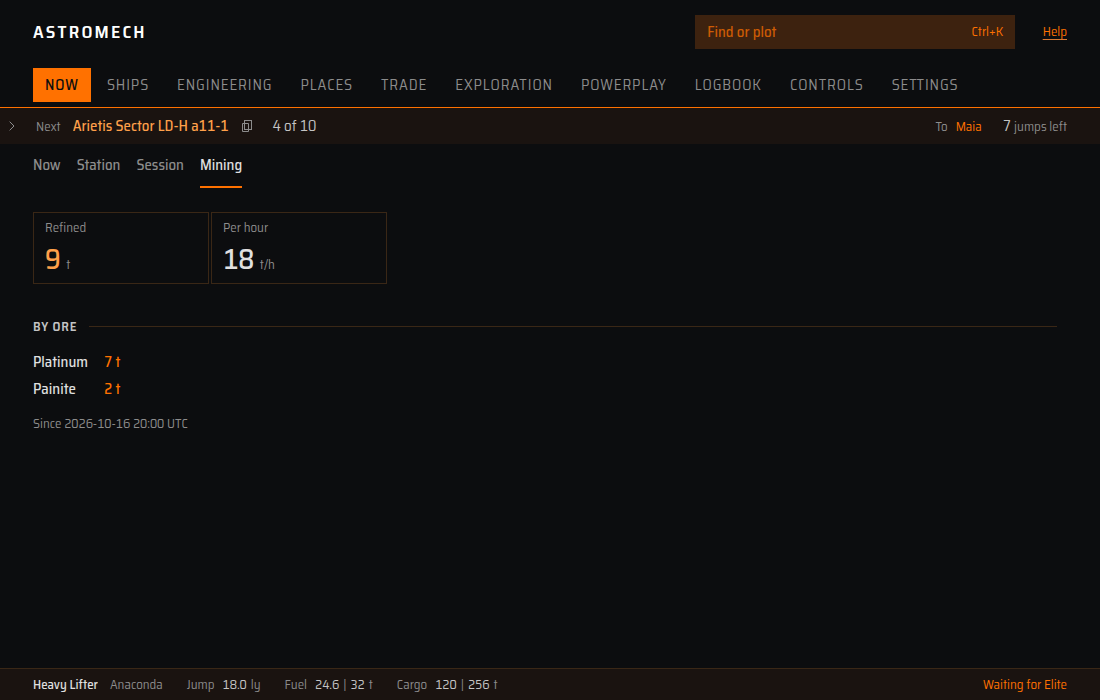 ASTROMECH
Find or plot Ctrl+K Help
NOW SHIPS ENGINEERING PLACES TRADE EXPLORATION POWERPLAY LOGBOOK CONTROLS SETTINGS
Next Arietis Sector LD-H a11-1 4 of 10 To Maia 7 jumps left
Now Station Session Mining
Refined Per hour
9 t 18 t/h
BY ORE
Platinum 7 t
Painite 2 t
Since 2026-10-16 20:00 UTC
Heavy Lifter Anaconda Jump 18.0 ly Fuel 24.6 | 32 t Cargo 120 | 256 t Waiting for Elite